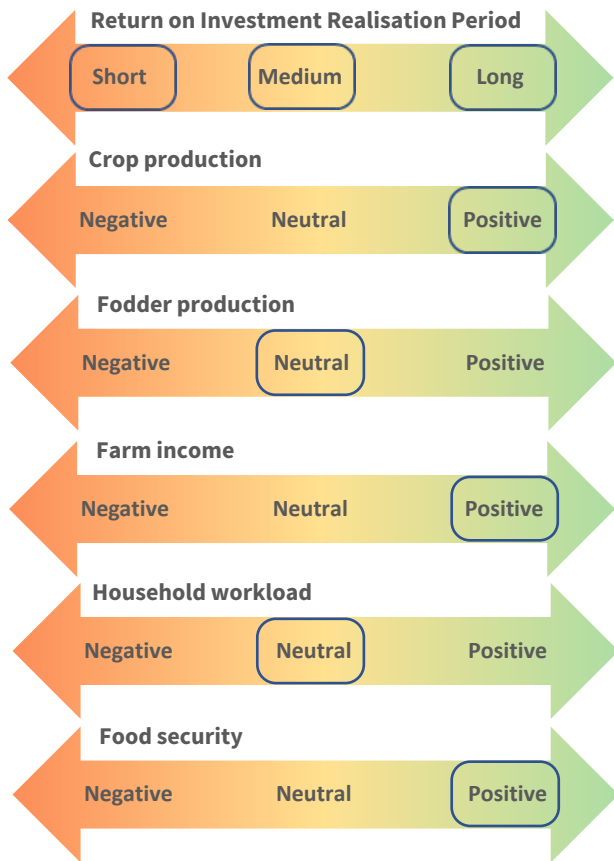 Return on Investment Realisation Period
Short Medium Long
Crop production
Negative Neutral Positive
Fodder production
Negative Neutral Positive
Farm income
Negative Neutral Positive
Household workload
Negative Neutral Positive
Food security
Negative Neutral Positive